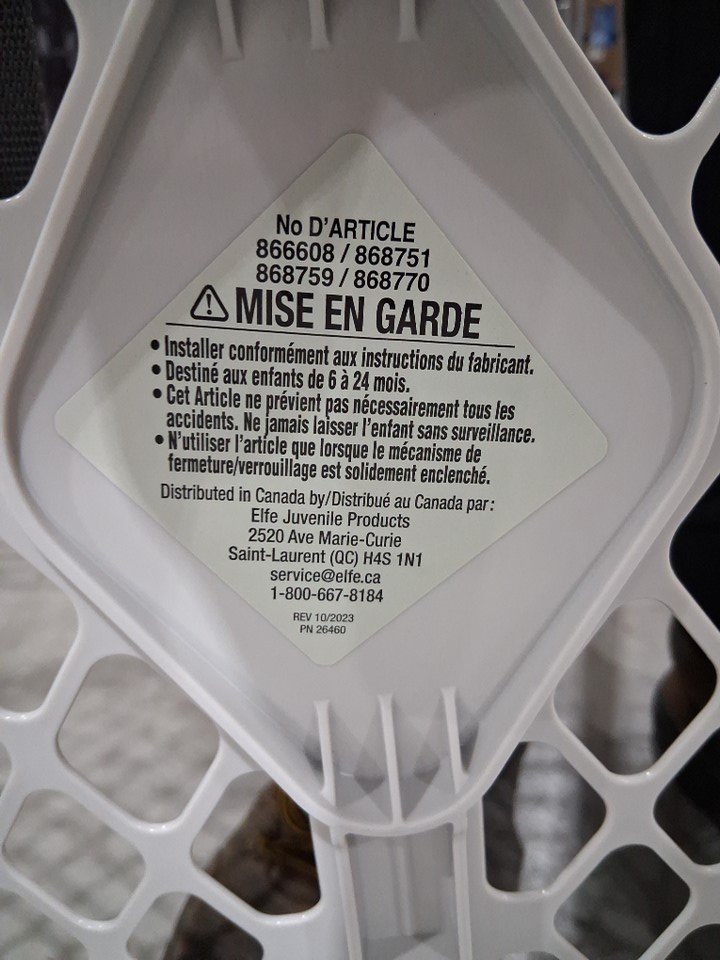 No D'ARTICLE
866608 / 868751
868759 / 868770
MISE EN GARDE
• Installer conformément aux instructions du fabricant.
• Destiné aux enfants de 6 à 24 mois.
• Cet Article ne prévient pas nécessairement tous les
accidents. Ne jamais laisser l'enfant sans surveillance.
• N'utiliser l'article que lorsque le mécanisme de
fermeture/verrouillage est solidement enclenché.
Distributed in Canada by/Distribué au Canada par:
Elfe Juvenile Products
2520 Ave Marie-Curie
Saint-Laurent (QC) H4S 1N1
service@elfe.ca
1-800-667-8184
REV 10/2023
PN 26460